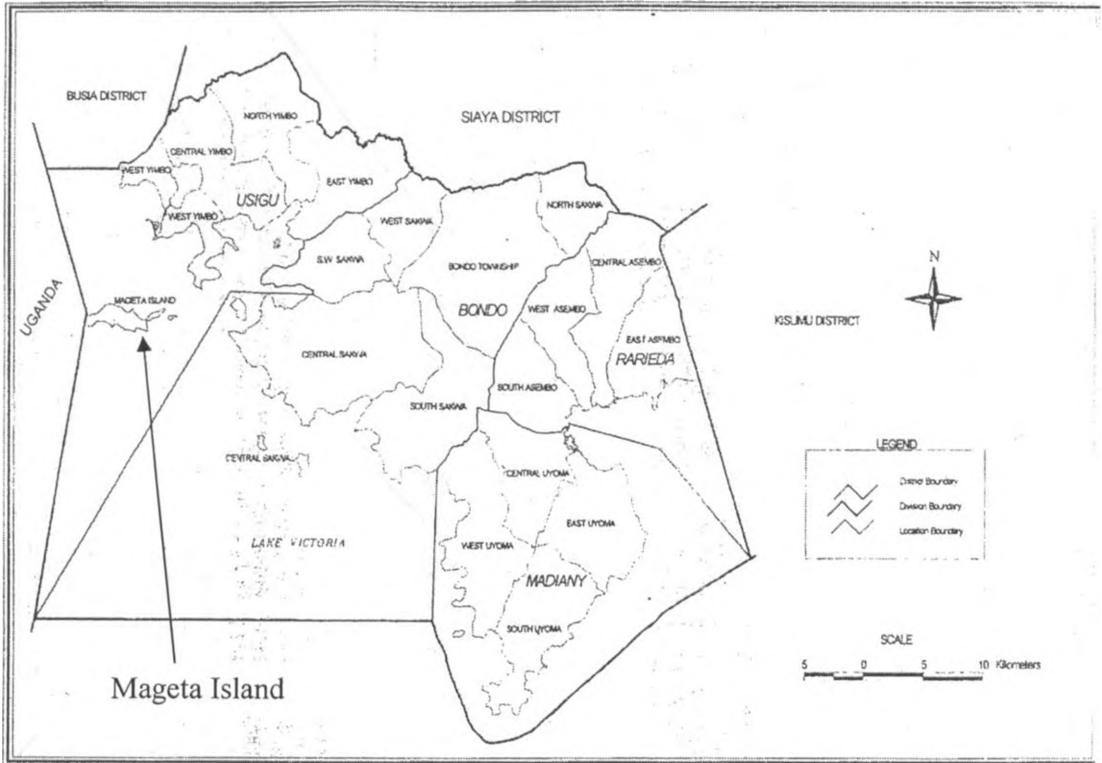 BUSIA DISTRICT
SIAYA DISTRICT
NORTH YIMBO
CENTRAL YIMBO
WEST YIMBO
EAST YIMBO
USIGU
WEST YIMBO
WEST SAKWA
NORTH SAKWA
S.W SAKWA
BONDO TOWNSHIP
CENTRAL ASEMBO
N
UGANDA
MAGETA ISLAND
BONDO
WEST ASEMBO
KISUMU DISTRICT
CENTRAL SAKWA
EAST ASEMBO
RARIEDA
SOUTH ASEMBO
SOUTH SAKWA
LEGEND
District Boundary
Division Boundary
Location Boundary
CENTRAL SAKWA
CENTRAL UYOMA
EAST UYOMA
LAKE VICTORIA
WEST UYOMA
MADIANY
SOUTH UYOMA
SCALE
5 0 5 10 Kilometers
Mageta Island